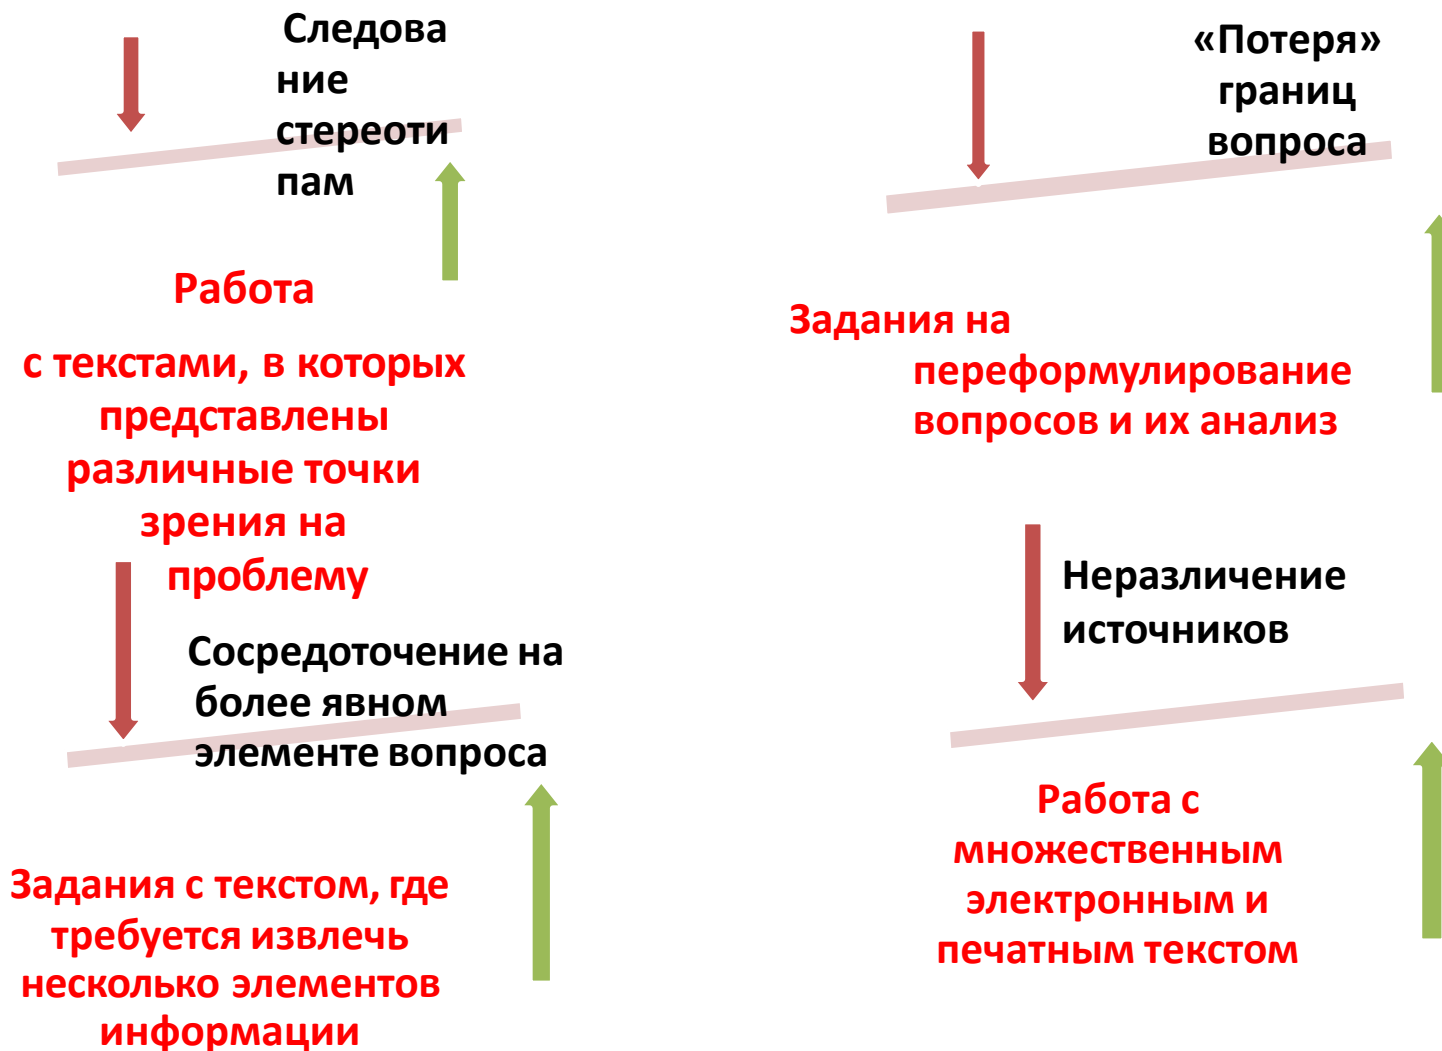 Следова
ние
стереоти
пам
Работа
с текстами, в которых
представлены
различные точки
зрения на
проблему
«Потеря»
границ
вопроса
Задания на
переформулирование
вопросов и их анализ
Сосредоточение на
более явном
элементе вопроса
Задания с текстом, где
требуется извлечь
несколько элементов
информации
Неразличение
источников
Работа с
множественным
электронным и
печатным текстом